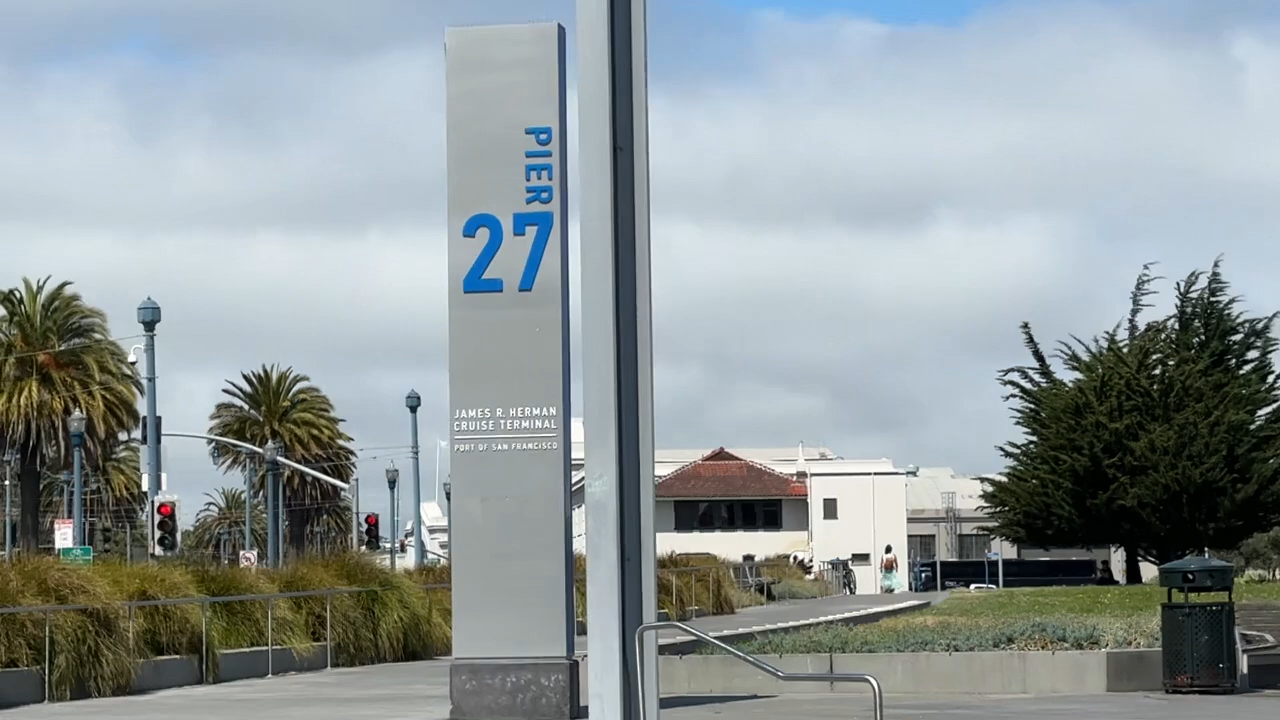 PIER
27
JAMES R. HERMAN
CRUISE TERMINAL
PORT OF SAN FRANCISCO